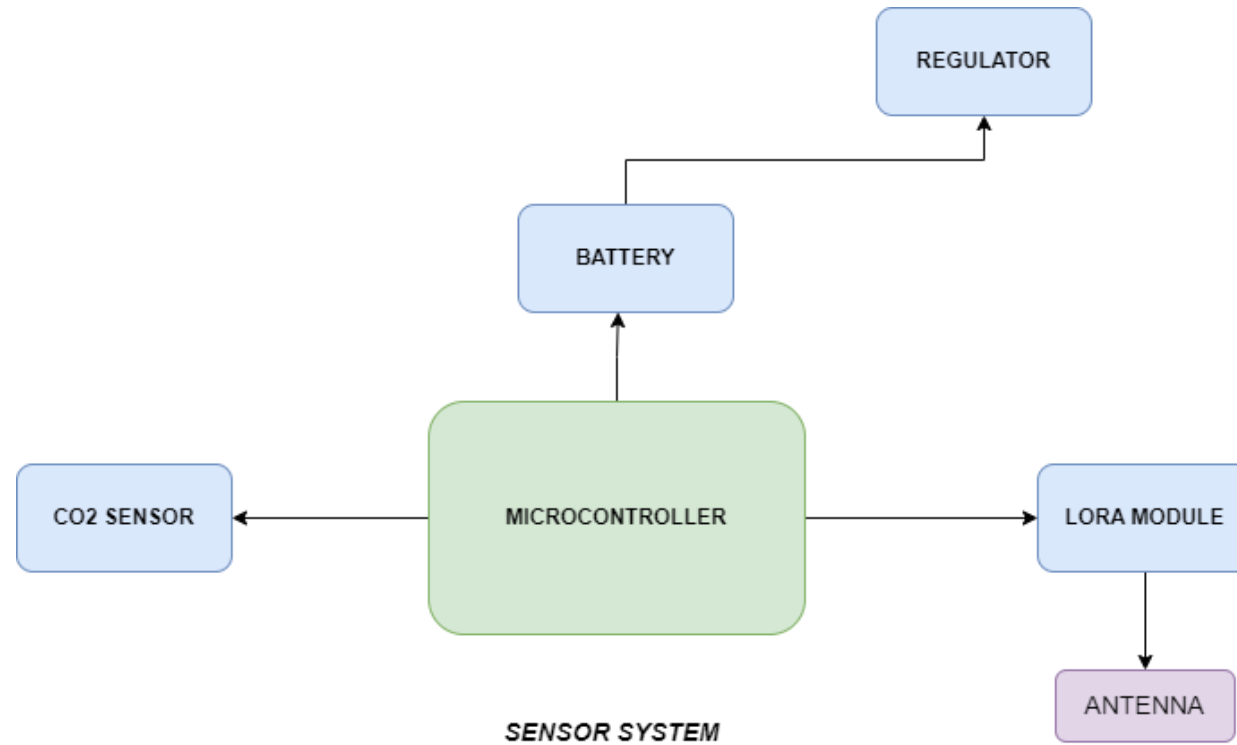 REGULATOR
BATTERY
CO2 SENSOR
MICROCONTROLLER
LORA MODULE
ANTENNA
SENSOR SYSTEM